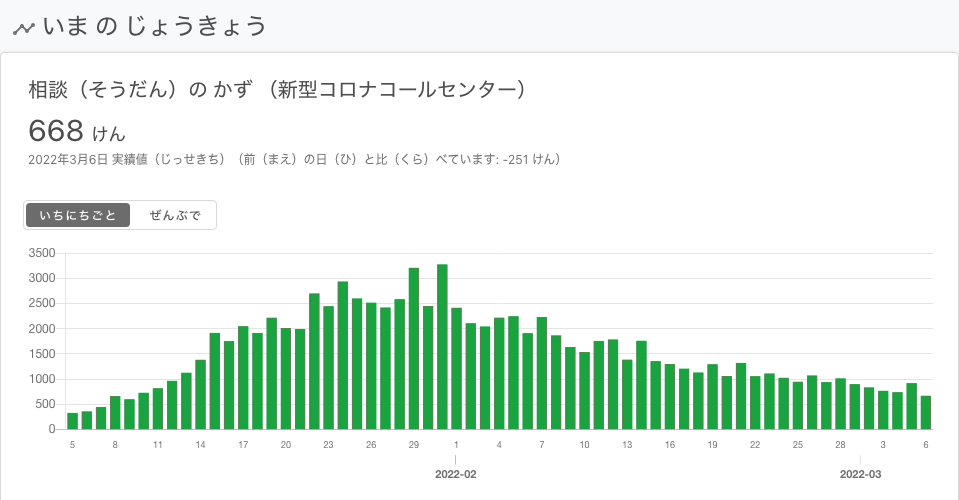 いま の じょうきょう
相談（そうだん）の かず （新型コロナコールセンター）
668 けん
2022年3月6日 実績値（じっせきち）（前（まえ）の日（ひ）と比（くら）べています: -251 けん）
いちにちごと ぜんぶで
3500
3000
2500
2000
1500
1000
500
0
5 8 11 14 17 20 23 26 29 1 4 7 10 13 16 19 22 25 28 3 6
2022-02 2022-03